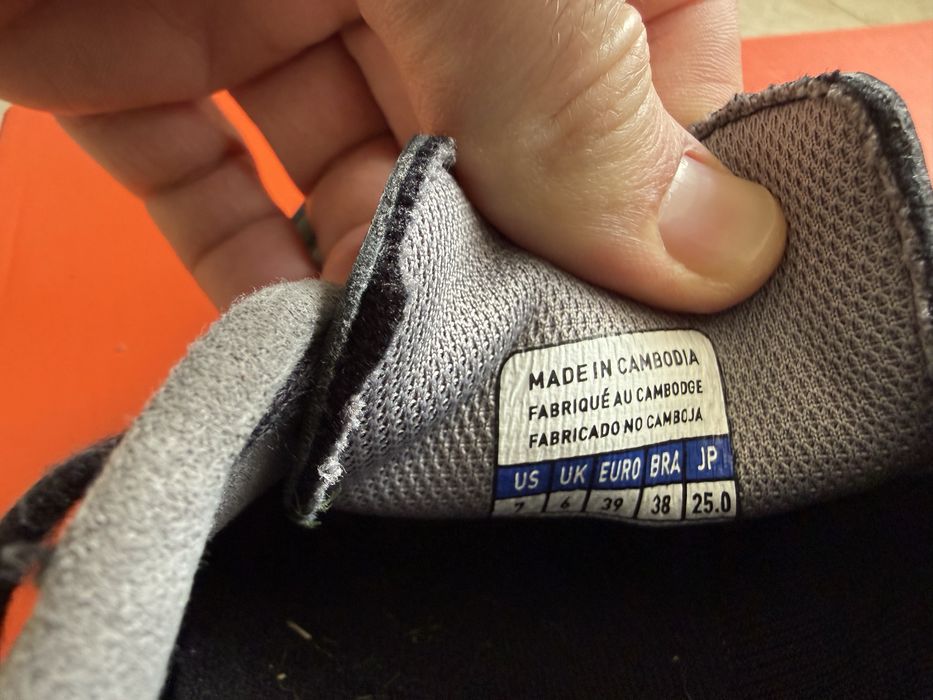 MADE IN CAMBODIA
FABRIQUÉ AU CAMBODGE
FABRICADO NO CAMBOJA
US UK EURO BRA JP
7 6 39 38 25.0